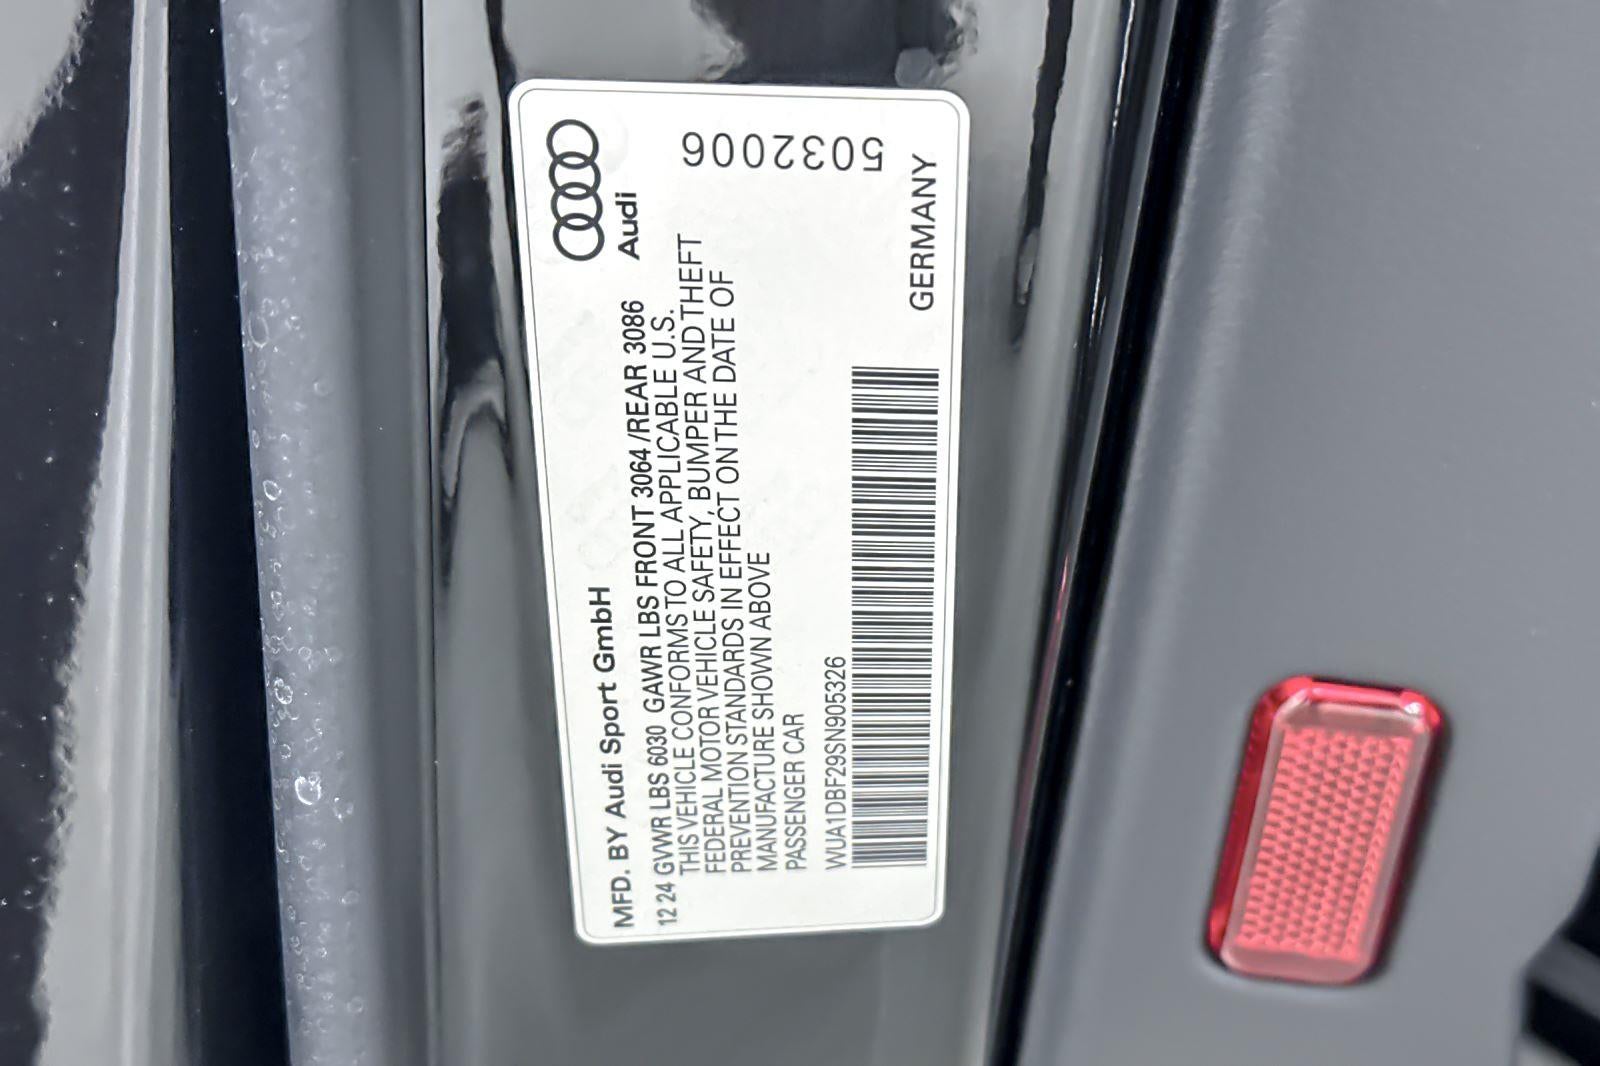 Audi
5032006
MFD. BY Audi Sport GmbH
12 24 GVWR LBS 6030 GAWR LBS FRONT 3064 /REAR 3086
THIS VEHICLE CONFORMS TO ALL APPLICABLE U.S.
FEDERAL MOTOR VEHICLE SAFETY, BUMPER AND THEFT
PREVENTION STANDARDS IN EFFECT ON THE DATE OF
MANUFACTURE SHOWN ABOVE
PASSENGER CAR
WUA1DBF29SN905326
GERMANY